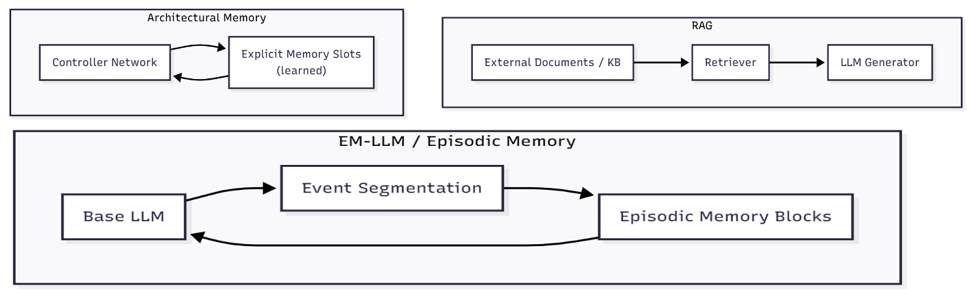 Architectural Memory
Controller Network
Explicit Memory Slots
(learned)
RAG
External Documents / KB
Retriever
LLM Generator
EM-LLM / Episodic Memory
Base LLM
Event Segmentation
Episodic Memory Blocks